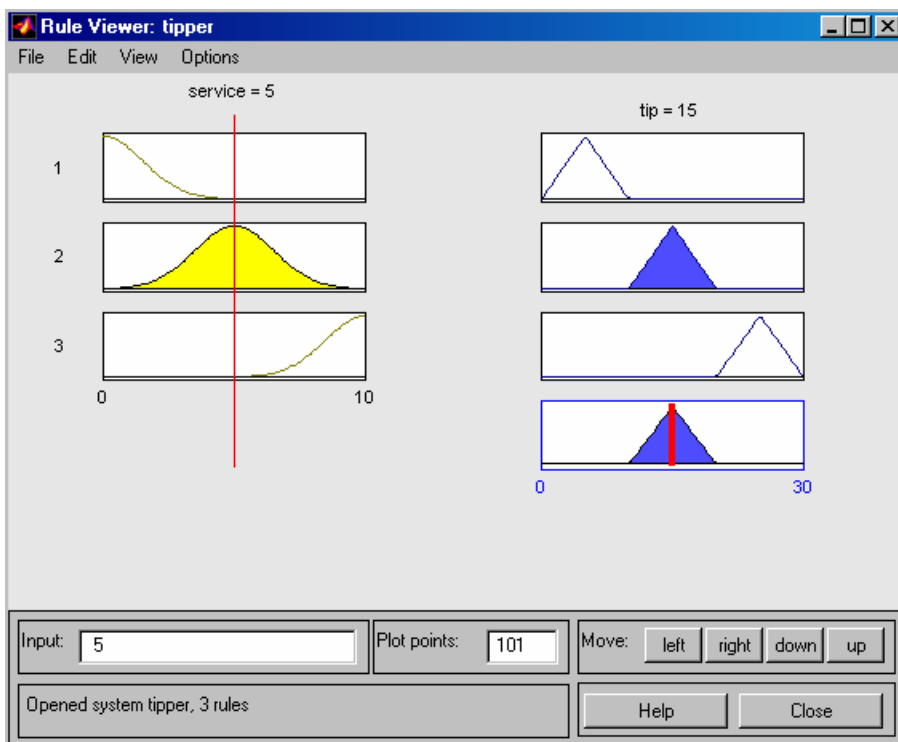 Rule Viewer: tipper
File Edit View Options
service = 5
tip = 15
1
2
3
0 10
0 30
Input: 5 Plot points: 101 Move: left right down up
Opened system tipper, 3 rules Help Close